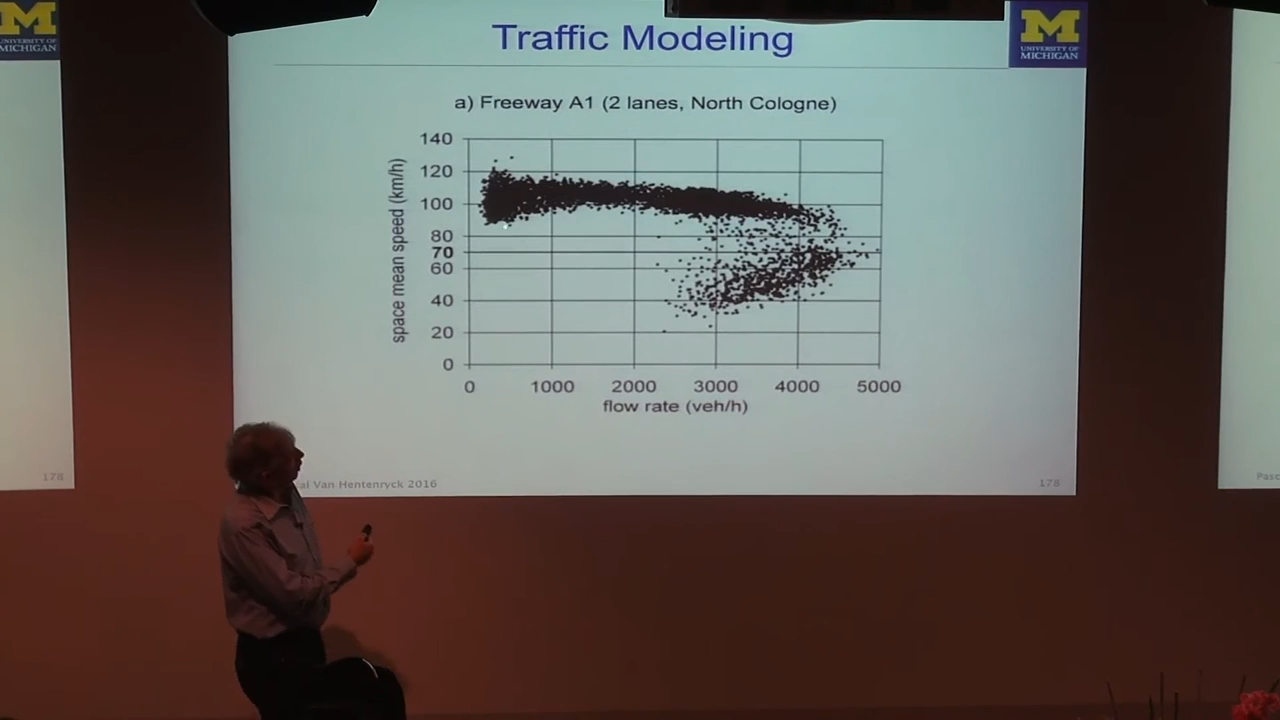 UNIVERSITY OF
MICHIGAN
178
Traffic Modeling
M
UNIVERSITY OF
MICHIGAN
a) Freeway A1 (2 lanes, North Cologne)
space mean speed (km/h)
140
120
100
80
70
60
40
20
0
0 1000 2000 3000 4000 5000
flow rate (veh/h)
Van Hentenryck 2016
178